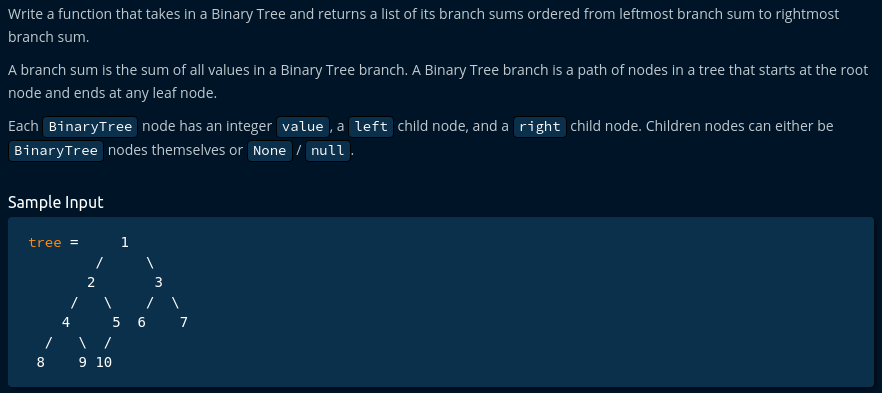 Write a function that takes in a Binary Tree and returns a list of its branch sums ordered from leftmost branch sum to rightmost
branch sum.
A branch sum is the sum of all values in a Binary Tree branch. A Binary Tree branch is a path of nodes in a tree that starts at the root
node and ends at any leaf node.
Each BinaryTree node has an integer value , a left child node, and a right child node. Children nodes can either be
BinaryTree nodes themselves or None / null .
Sample Input
tree =     1
        /     \
       2       3
     /   \    /  \
    4     5  6    7
  /   \  /
 8    9 10